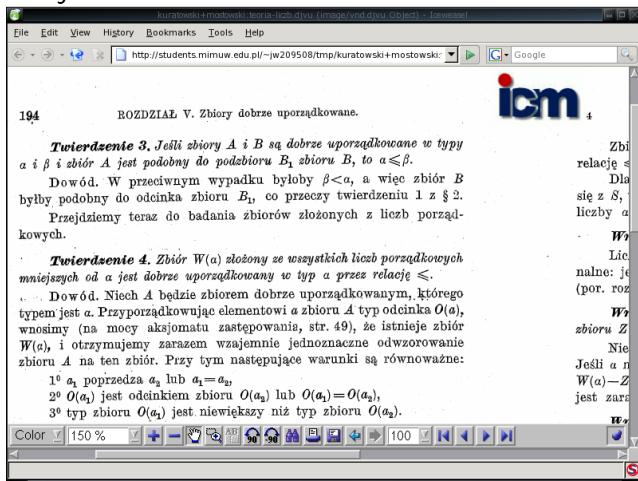 kuratowski+mostowski:teoria-liczb.djvu (image/vnd.djvu Object) - Iceweasel
File Edit View History Bookmarks Tools Help
http://students.mimuw.edu.pl/~jw209508/tmp/kuratowski+mostowski: Google
icm
194 ROZDZIAŁ V. Zbiory dobrze uporządkowane. 4
Twierdzenie 3. Jeśli zbiory A i B są dobrze uporządkowane w typy
α i β i zbiór A jest podobny do podzbioru B₁ zbioru B, to α⩽β.
Dowód. W przeciwnym wypadku byłoby β<α, a więc zbiór B
byłby podobny do odcinka zbioru B₁, co przeczy twierdzeniu 1 z § 2.
Przejdziemy teraz do badania zbiorów złożonych z liczb porząd-
kowych.
Twierdzenie 4. Zbiór W(α) złożony ze wszystkich liczb porządkowych
mniejszych od α jest dobrze uporządkowany w typ α przez relację ⩽.
Dowód. Niech A będzie zbiorem dobrze uporządkowanym, którego
typem jest α. Przyporządkowując elementowi a zbioru A typ odcinka O(a),
wnosimy (na mocy aksjomatu zastępowania, str. 49), że istnieje zbiór
W(α), i otrzymujemy zarazem wzajemnie jednoznaczne odwzorowanie
zbioru A na ten zbiór. Przy tym następujące warunki są równoważne:
1⁰ a₁ poprzedza a₂ lub a₁=a₂,
2⁰ O(a₁) jest odcinkiem zbioru O(a₂) lub O(a₁)=O(a₂),
3⁰ typ zbioru O(a₁) jest niewiększy niż typ zbioru O(a₂).
Zbi
relację ⩽
Dla
się z S,
liczby α
Lic
nalne: je
(por. roz
zbioru Z
Nie
Jeśli α n
W(α)—Z
jest zara
Color 150 % 90 90 100